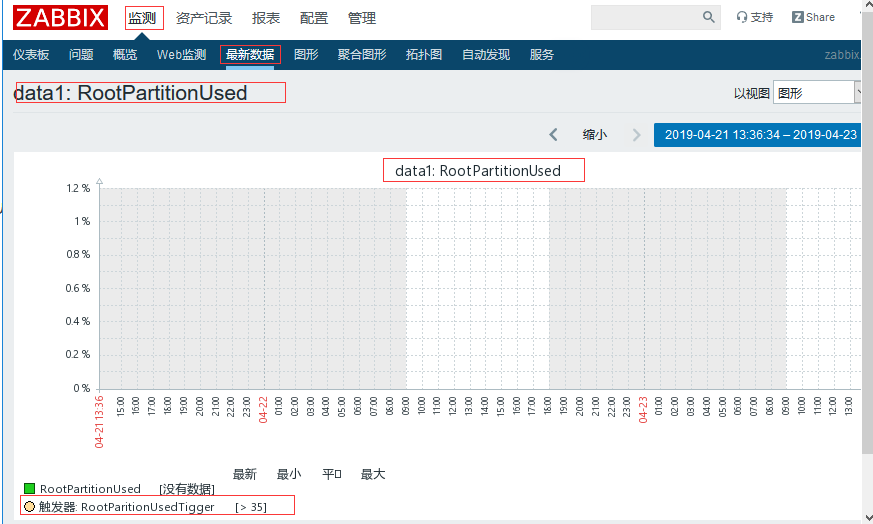 ZABBIX 监测 资产记录 报表 配置 管理 支持 Z Share
仪表板 问题 概览 Web监测 最新数据 图形 聚合图形 拓扑图 自动发现 服务 zabbix
data1: RootPartitionUsed 以视图 图形
缩小 2019-04-21 13:36:34 – 2019-04-23
data1: RootPartitionUsed
1.2 %
1 %
0.8 %
0.6 %
0.4 %
0.2 %
0 %
04-21 13:36 15:00 16:00 17:00 18:00 19:00 20:00 21:00 22:00 23:00 04-22 01:00 02:00 03:00 04:00 05:00 06:00 07:00 08:00 09:00 10:00 11:00 12:00 13:00 14:00 15:00 16:00 17:00 18:00 19:00 20:00 21:00 22:00 23:00 04-23 01:00 02:00 03:00 04:00 05:00 06:00 07:00 08:00 09:00 10:00 11:00 12:00 13:00
最新 最小 平□ 最大
RootPartitionUsed [没有数据]
触发器: RootParitionUsedTigger [> 35]